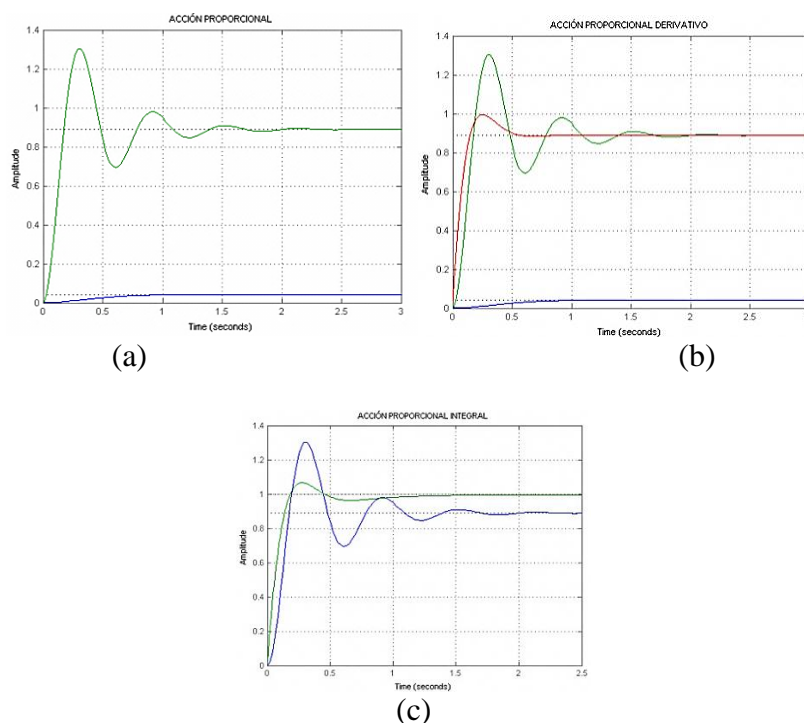 ACCIÓN PROPORCIONAL
1.4
1.2
1
0.8
0.6
0.4
0.2
0
Amplitude
0 0.5 1 1.5 2 2.5 3
Time (seconds)
(a)
ACCIÓN PROPORCIONAL DERIVATIVO
1.4
1.2
1
0.8
0.6
0.4
0.2
0
Amplitude
0 0.5 1 1.5 2 2.5
Time (seconds)
(b)
ACCIÓN PROPORCIONAL INTEGRAL
1.4
1.2
1
0.8
0.6
0.4
0.2
0
Amplitude
0 0.5 1 1.5 2 2.5
Time (seconds)
(c)